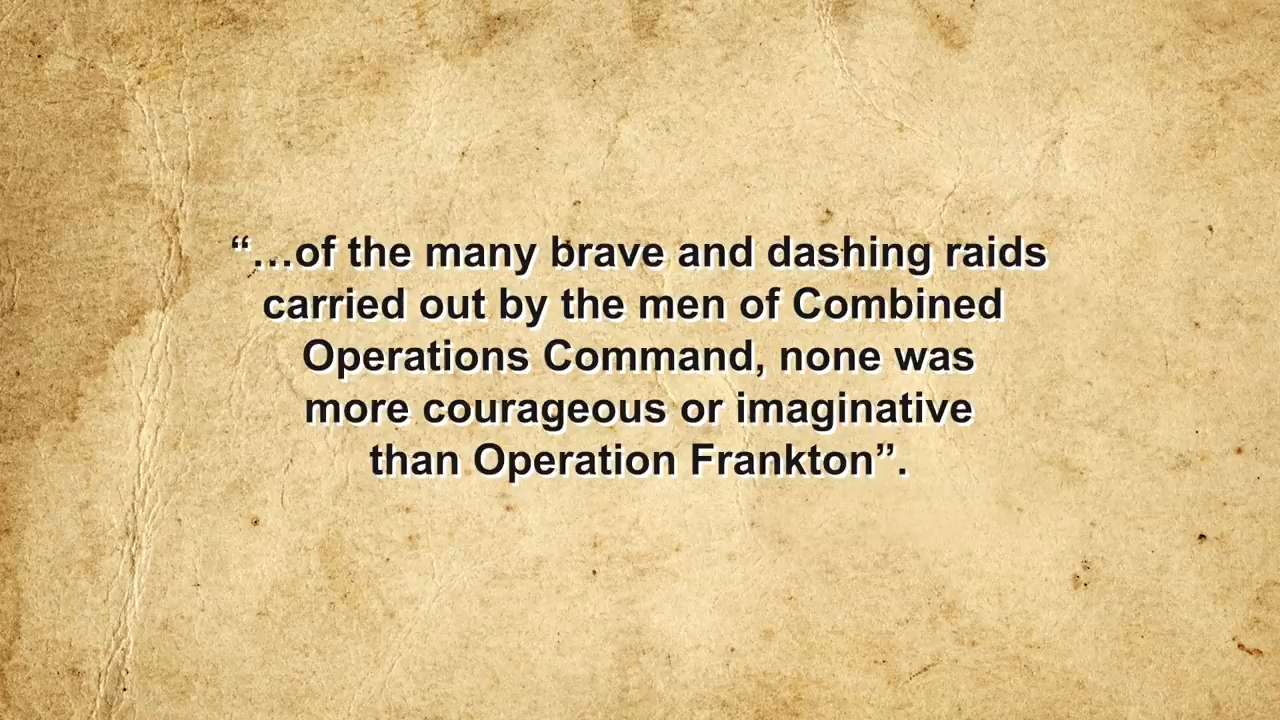 “…of the many brave and dashing raids
carried out by the men of Combined
Operations Command, none was
more courageous or imaginative
than Operation Frankton”.